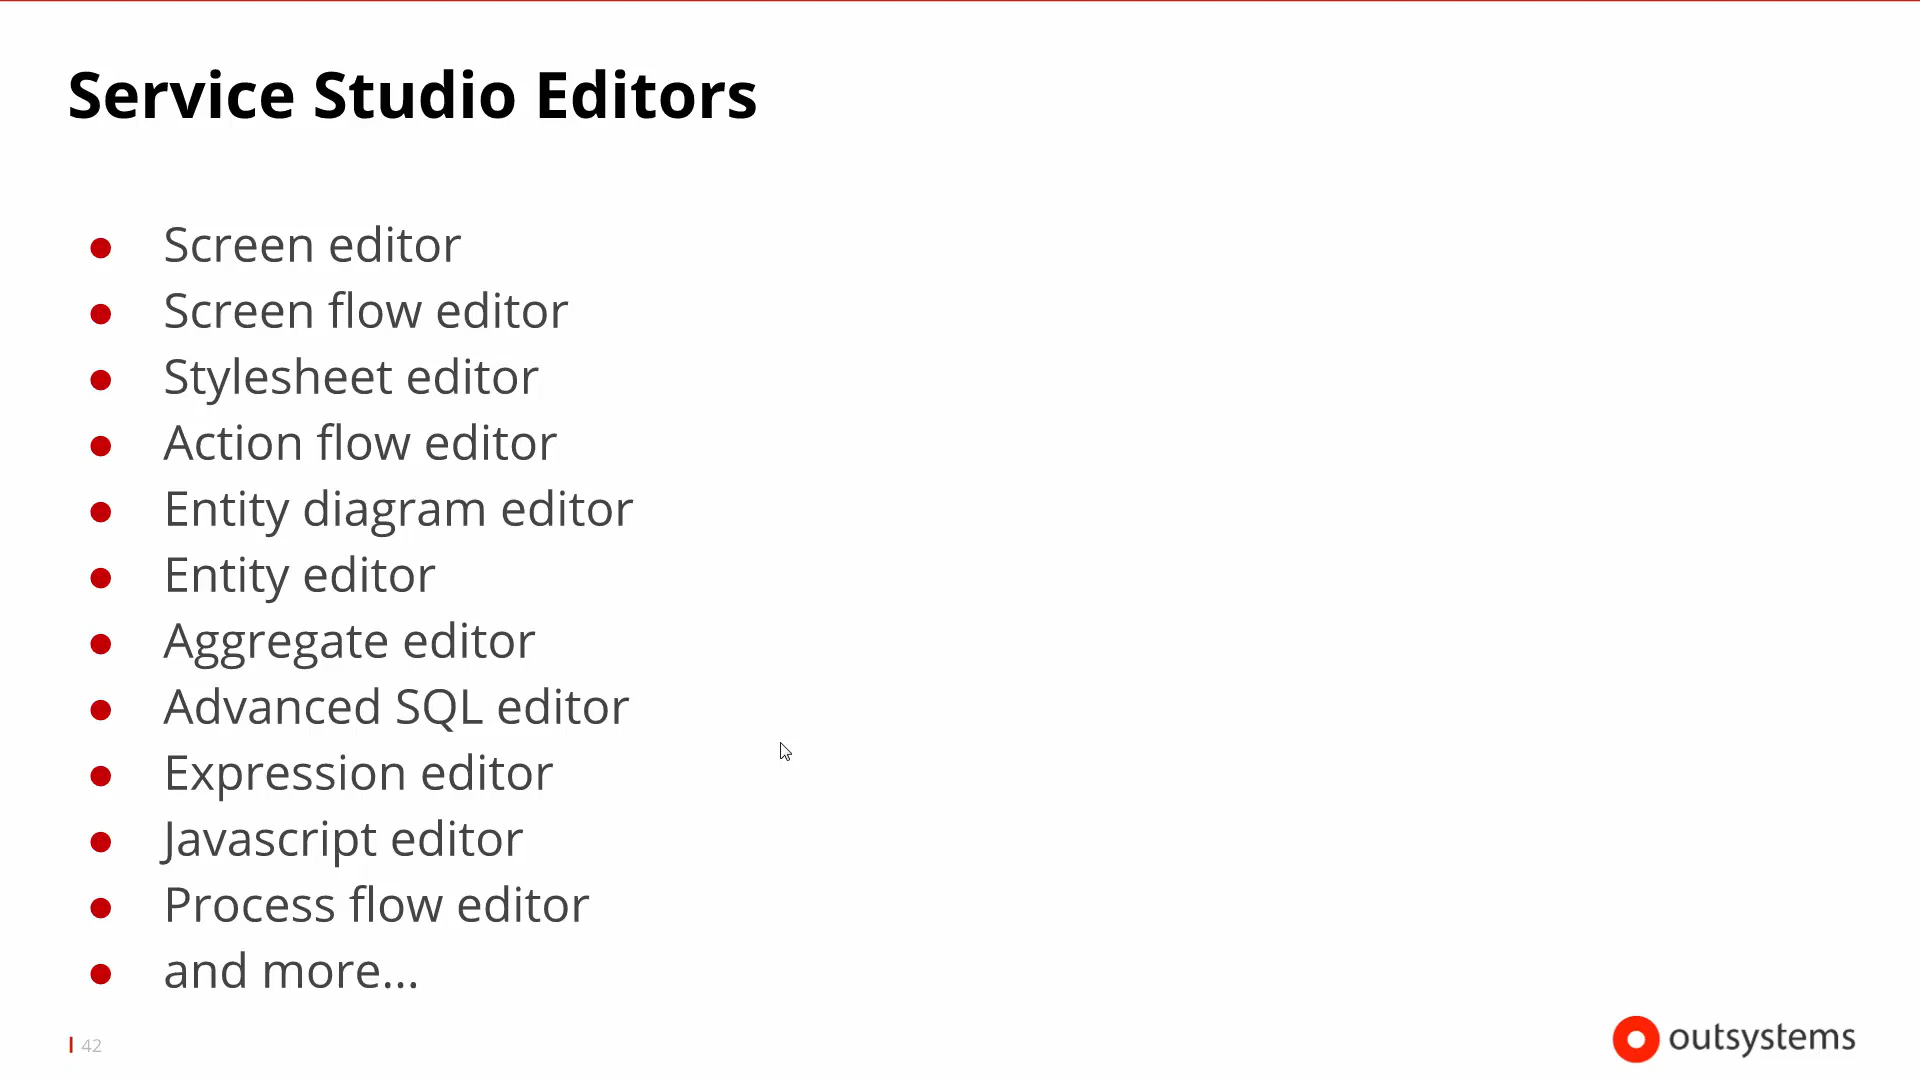 Service Studio Editors
● Screen editor
● Screen flow editor
● Stylesheet editor
● Action flow editor
● Entity diagram editor
● Entity editor
● Aggregate editor
● Advanced SQL editor
● Expression editor
● Javascript editor
● Process flow editor
● and more...
42
outsystems